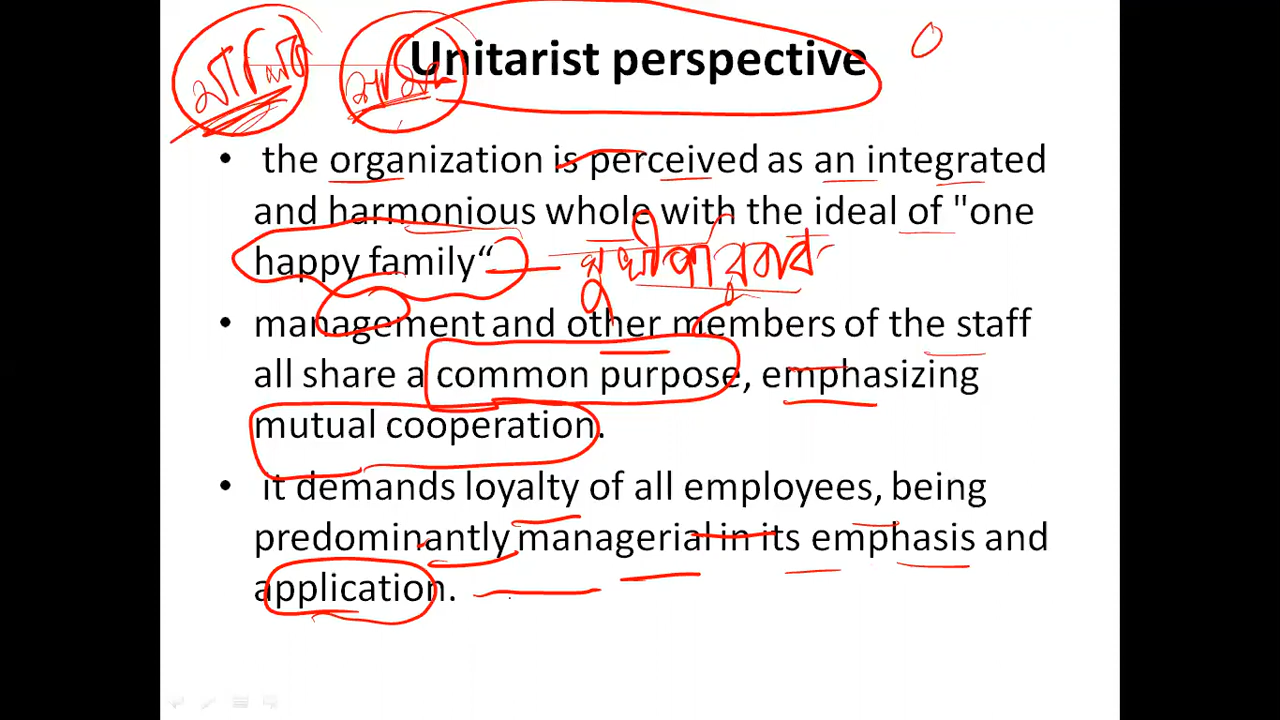 Unitarist perspective
• the organization is perceived as an integrated
and harmonious whole with the ideal of "one
happy family“
সুখী পরিবার
• management and other members of the staff
all share a common purpose, emphasizing
mutual cooperation.
• it demands loyalty of all employees, being
predominantly managerial in its emphasis and
application.